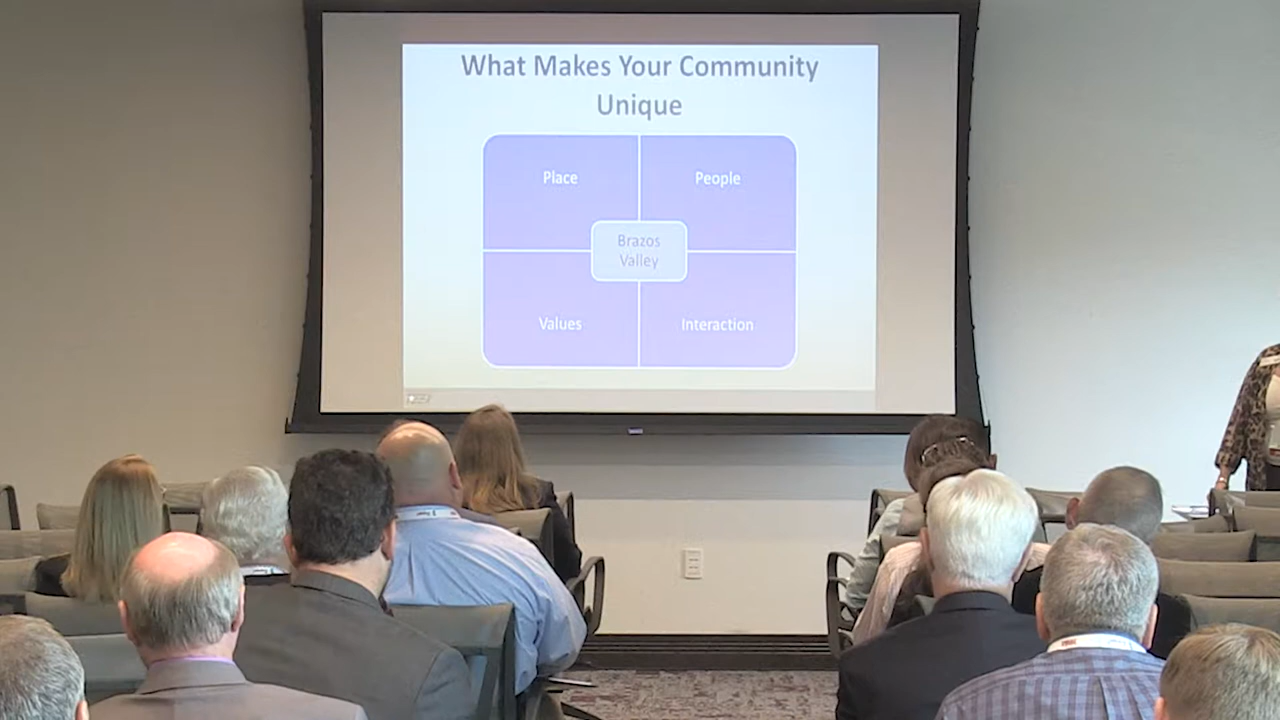 What Makes Your Community
Unique
Place
People
Brazos
Valley
Values
Interaction